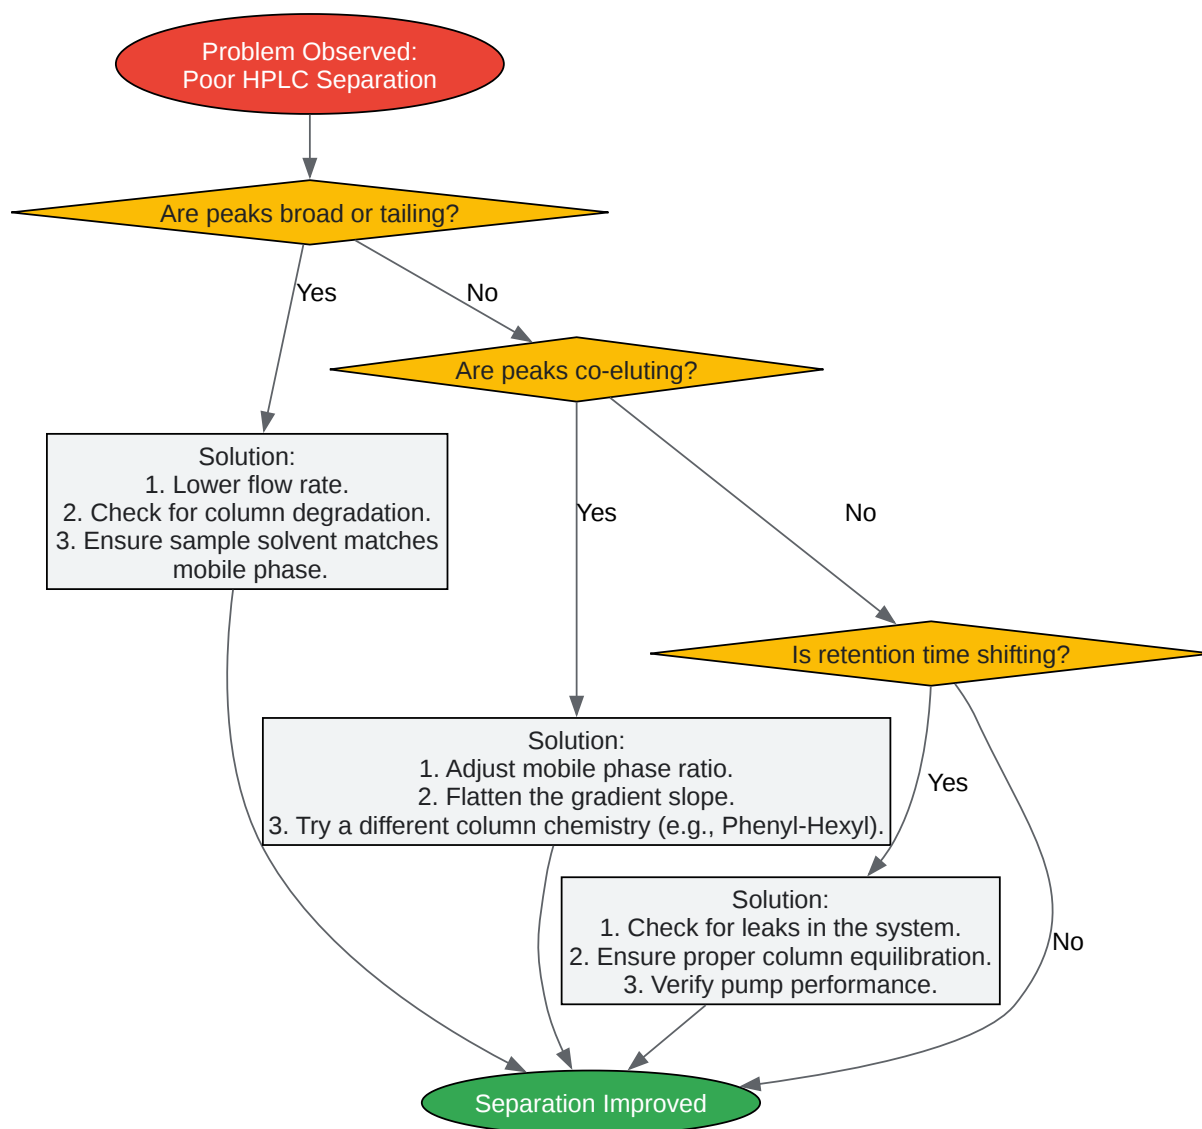 Problem Observed:
Poor HPLC Separation
Are peaks broad or tailing?
Yes
No
Are peaks co-eluting?
Solution:
1. Lower flow rate.
2. Check for column degradation.
3. Ensure sample solvent matches
mobile phase.
Yes
No
Is retention time shifting?
Solution:
1. Adjust mobile phase ratio.
2. Flatten the gradient slope.
3. Try a different column chemistry (e.g., Phenyl-Hexyl).
Yes
Solution:
1. Check for leaks in the system.
2. Ensure proper column equilibration.
3. Verify pump performance.
No
Separation Improved